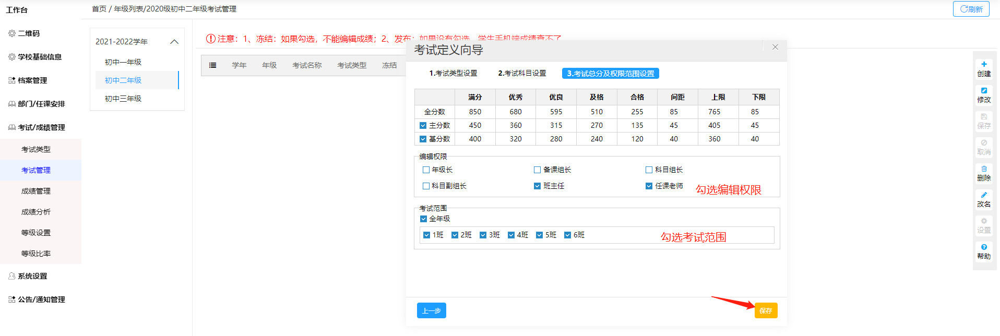 工作台
首页 / 年级列表/2020级初中二年级考试管理
刷新
二维码
学校基础信息
档案管理
部门/任课安排
考试/成绩管理
考试类型
考试管理
成绩管理
成绩分析
等级设置
等级比率
系统设置
公告/通知管理
2021-2022学年
初中一年级
初中二年级
初中三年级
注意：1、冻结：如果勾选，不能编辑成绩；2、发布：如果没有勾选，学生手机端成绩查不了
学年 年级 考试名称 考试类型 冻结
考试定义向导
1.考试类型设置 2.考试科目设置 3.考试总分及权限范围设置
满分 优秀 优良 及格 合格 间距 上限 下限
全分数 850 680 595 510 255 85 765 85
主分数 450 360 315 270 135 45 405 45
基分数 400 320 280 240 120 40 360 40
编辑权限
年级长 备课组长 科目组长
科目副组长 班主任 任课老师
勾选编辑权限
考试范围
全年级
1班 2班 3班 4班 5班 6班
勾选考试范围
上一步 保存
创建
修改
保存
取消
删除
改名
设置
帮助